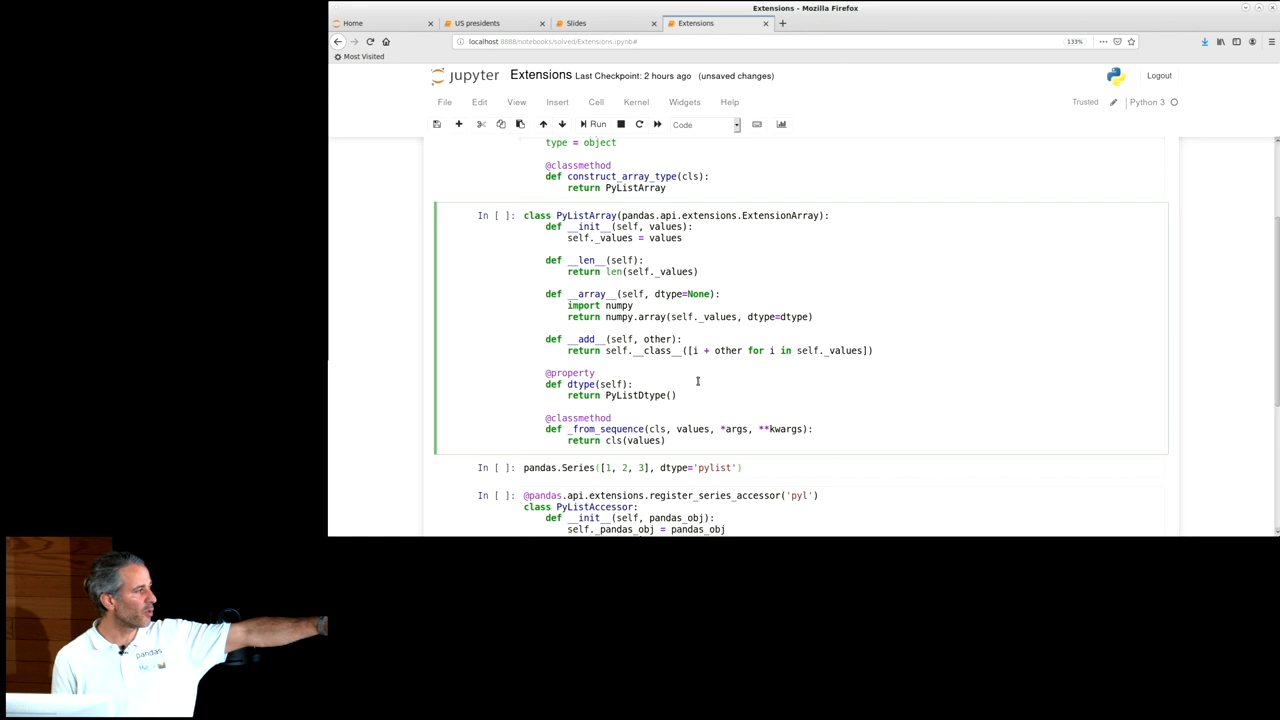 Extensions - Mozilla Firefox
Home US presidents Slides Extensions
localhost:8888/notebooks/solved/Extensions.ipynb# 133%
Most Visited
jupyter Extensions Last Checkpoint: 2 hours ago (unsaved changes) Logout
File Edit View Insert Cell Kernel Widgets Help Trusted Python 3
Run Code
type = object
@classmethod
def construct_array_type(cls):
return PyListArray
In [ ]: class PyListArray(pandas.api.extensions.ExtensionArray):
def __init__(self, values):
self._values = values
def __len__(self):
return len(self._values)
def __array__(self, dtype=None):
import numpy
return numpy.array(self._values, dtype=dtype)
def __add__(self, other):
return self.__class__([i + other for i in self._values])
@property
def dtype(self):
return PyListDtype()
@classmethod
def _from_sequence(cls, values, *args, **kwargs):
return cls(values)
In [ ]: pandas.Series([1, 2, 3], dtype='pylist')
In [ ]: @pandas.api.extensions.register_series_accessor('pyl')
class PyListAccessor:
def __init__(self, pandas_obj):
self._pandas_obj = pandas_obj
pandas